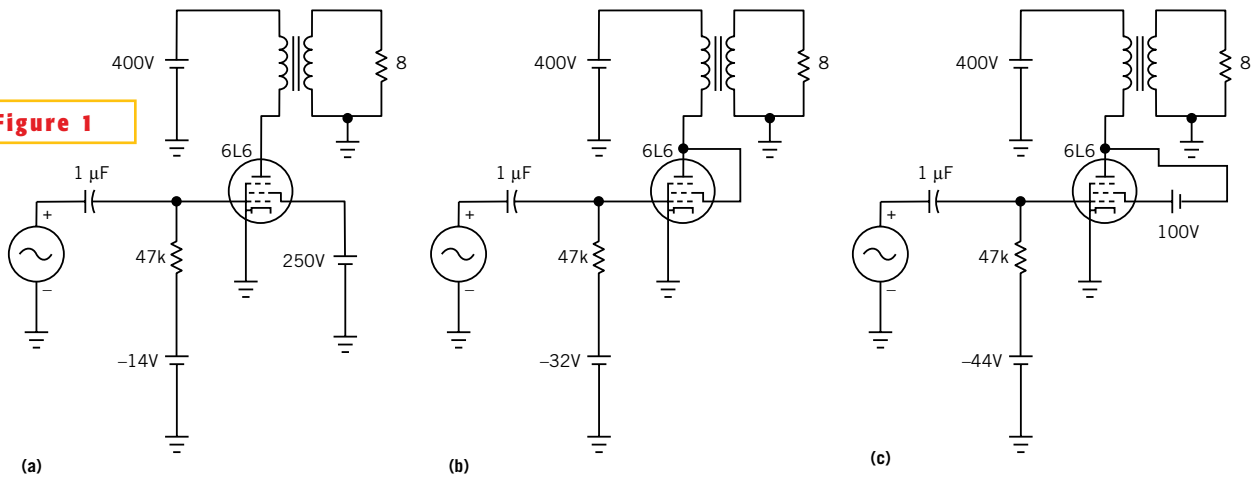 400V
8
Figure 1
6L6
1 µF
+
47k
250V
–
–14V
(a)
400V
8
6L6
1 µF
+
47k
–
–32V
(b)
400V
8
6L6
1 µF
+
100V
47k
–
–44V
(c)